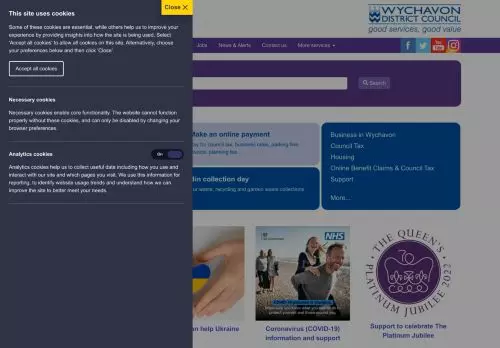 Close ×
This site uses cookies
Some of these cookies are essential, while others help us to improve your
experience by providing insights into how the site is being used. Select
'Accept all cookies' to allow all cookies on this site. Alternatively, choose
your preferences below and then click 'Close'.
Accept all cookies
Necessary cookies
Necessary cookies enable core functionality. The website cannot function
properly without these cookies, and can only be disabled by changing your
browser preferences.
Analytics cookies
On
Analytics cookies help us to collect useful data including how you use and
interact with our site and which pages you visit. We use this information for
reporting, to identify website usage trends and understand how we can
improve the site to better meet your needs.
WYCHAVON
DISTRICT COUNCIL
good services, good value
Jobs News & Alerts Contact us More services
Search
Make an online payment
for council tax, business rates, parking fine
planning fee
bin collection day
your waste, recycling and garden waste collections
Business in Wychavon
Council Tax
Housing
Online Benefit Claims & Council Tax
Support
More...
can help Ukraine
NHS
Coronavirus (COVID-19)
information and support
THE QUEEN'S
70
PLATINUM JUBILEE 2022
Support to celebrate The
Platinum Jubilee